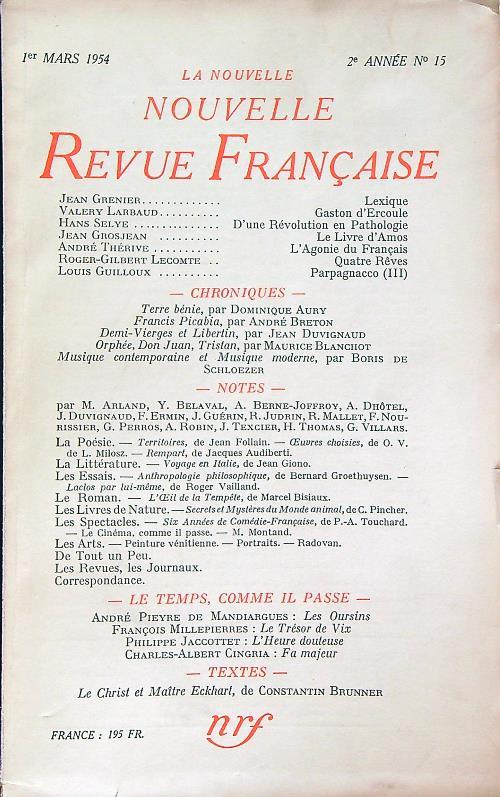 1er MARS 1954 2e ANNÉE No 15
LA NOUVELLE
NOUVELLE
REVUE FRANÇAISE
JEAN GRENIER............. Lexique
VALERY LARBAUD.......... Gaston d'Ercoule
HANS SELYE .............. D'une Révolution en Pathologie
JEAN GROSJEAN .......... Le Livre d'Amos
ANDRÉ THÉRIVE ........... L'Agonie du Français
ROGER-GILBERT LECOMTE .. Quatre Rêves
LOUIS GUILLOUX .......... Parpagnacco (III)
— CHRONIQUES —
Terre bénie, par DOMINIQUE AURY
Francis Picabia, par ANDRÉ BRETON
Demi-Vierges et Libertin, par JEAN DUVIGNAUD
Orphée, Don Juan, Tristan, par MAURICE BLANCHOT
Musique contemporaine et Musique moderne, par BORIS DE
SCHLOEZER
— NOTES —
par M. ARLAND, Y. BELAVAL, A. BERNE-JOFFROY, A. DHÔTEL,
J. DUVIGNAUD, F. ERMIN, J. GUÉRIN, R. JUDRIN, R. MALLET, F. NOU-
RISSIER, G. PERROS, A. ROBIN, J. TEXCIER, H. THOMAS, G. VILLARS.
La Poésie. — Territoires, de Jean Follain. — Œuvres choisies, de O. V.
de L. Milosz. — Rempart, de Jacques Audiberti.
La Littérature. — Voyage en Italie, de Jean Giono.
Les Essais. — Anthropologie philosophique, de Bernard Groethuysen. —
Laclos par lui-même, de Roger Vailland.
Le Roman. — L'Œil de la Tempête, de Marcel Bisiaux.
Les Livres de Nature. — Secrets et Mystères du Monde animal, de C. Pincher.
Les Spectacles. — Six Années de Comédie-Française, de P.-A. Touchard.
— Le Cinéma, comme il passe. — M. Montand.
Les Arts. — Peinture vénitienne. — Portraits. — Radovan.
De Tout un Peu.
Les Revues, les Journaux.
Correspondance.
— LE TEMPS, COMME IL PASSE —
ANDRÉ PIEYRE DE MANDIARGUES : Les Oursins
FRANÇOIS MILLEPIERRES : Le Trésor de Vix
PHILIPPE JACCOTTET : L'Heure douteuse
CHARLES-ALBERT CINGRIA : Fa majeur
— TEXTES —
Le Christ et Maître Eckhart, de CONSTANTIN BRUNNER
nrf
FRANCE : 195 FR.